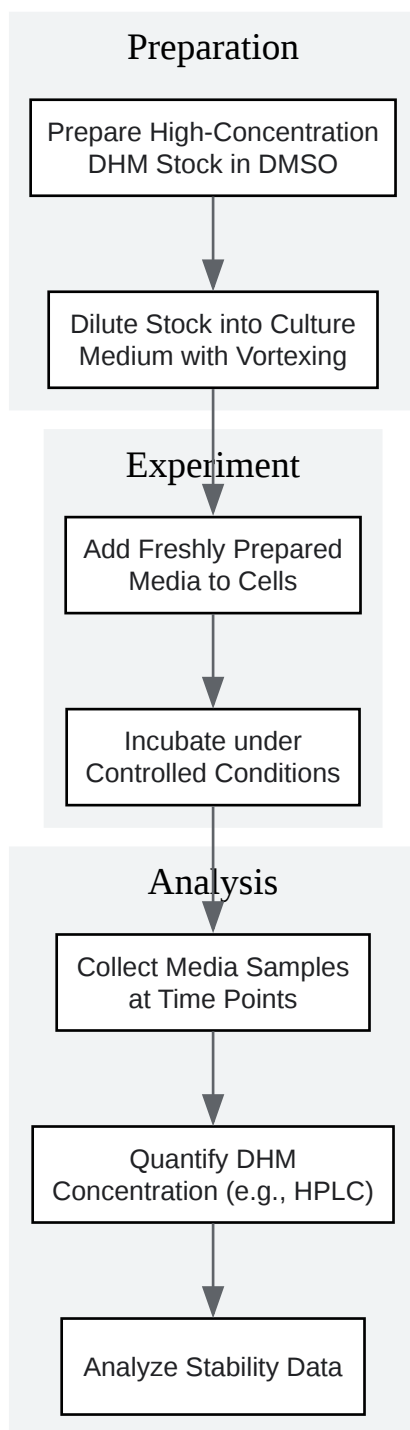 Preparation
Prepare High-Concentration
DHM Stock in DMSO
Dilute Stock into Culture
Medium with Vortexing
Experiment
Add Freshly Prepared
Media to Cells
Incubate under
Controlled Conditions
Analysis
Collect Media Samples
at Time Points
Quantify DHM
Concentration (e.g., HPLC)
Analyze Stability Data